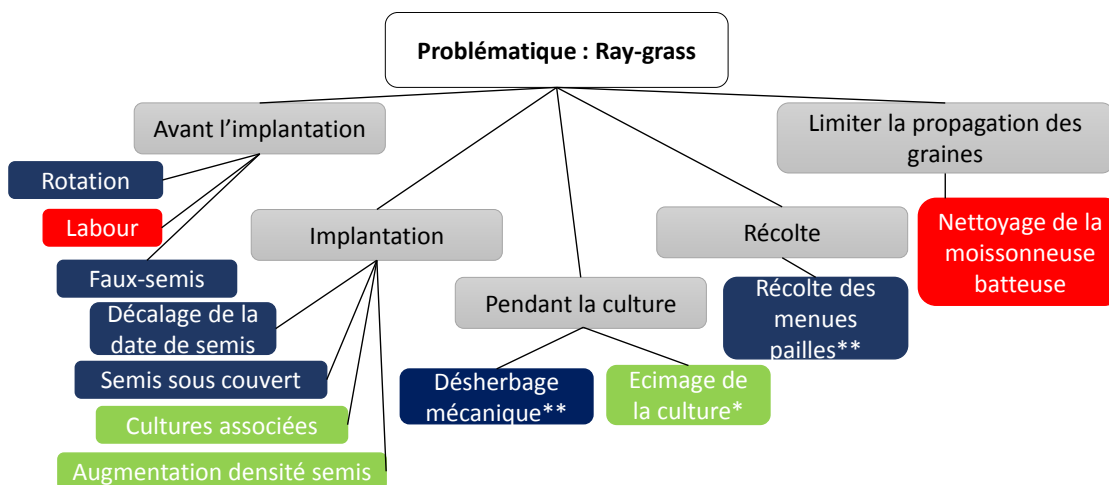 Problématique : Ray-grass
Avant l’implantation
Rotation
Labour
Faux-semis
Implantation
Décalage de la
date de semis
Semis sous couvert
Cultures associées
Augmentation densité semis
Pendant la culture
Désherbage
mécanique**
Ecimage de
la culture*
Récolte
Récolte des
menues
pailles**
Limiter la propagation des
graines
Nettoyage de la
moissonneuse
batteuse